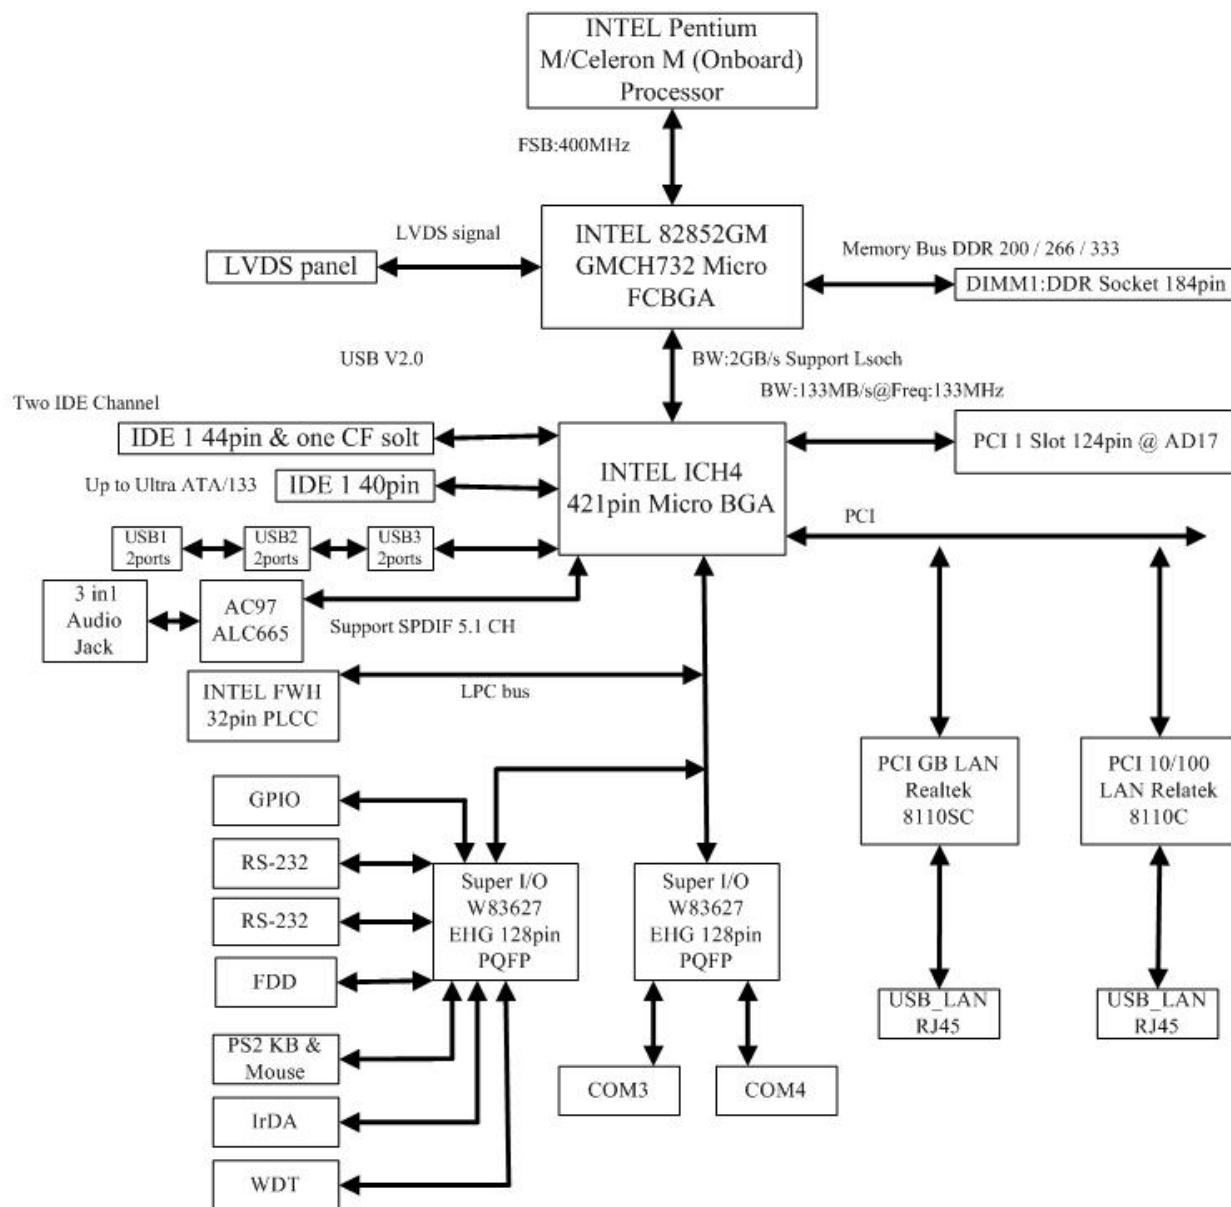 INTEL Pentium
M/Celeron M (Onboard)
Processor
FSB:400MHz
LVDS signal
LVDS panel
INTEL 82852GM
GMCH732 Micro
FCBGA
Memory Bus DDR 200 / 266 / 333
DIMM1:DDR Socket 184pin
USB V2.0
BW:2GB/s Support Lsoch
BW:133MB/s@Freq:133MHz
Two IDE Channel
IDE 1 44pin & one CF solt
INTEL ICH4
421pin Micro BGA
PCI 1 Slot 124pin @ AD17
Up to Ultra ATA/133
IDE 1 40pin
PCI
USB1
2ports
USB2
2ports
USB3
2ports
3 in1
Audio
Jack
AC97
ALC665
Support SPDIF 5.1 CH
INTEL FWH
32pin PLCC
LPC bus
PCI GB LAN
Realtek
8110SC
PCI 10/100
LAN Relatek
8110C
GPIO
RS-232
RS-232
FDD
PS2 KB &
Mouse
IrDA
WDT
Super I/O
W83627
EHG 128pin
PQFP
Super I/O
W83627
EHG 128pin
PQFP
COM3
COM4
USB_LAN
RJ45
USB_LAN
RJ45